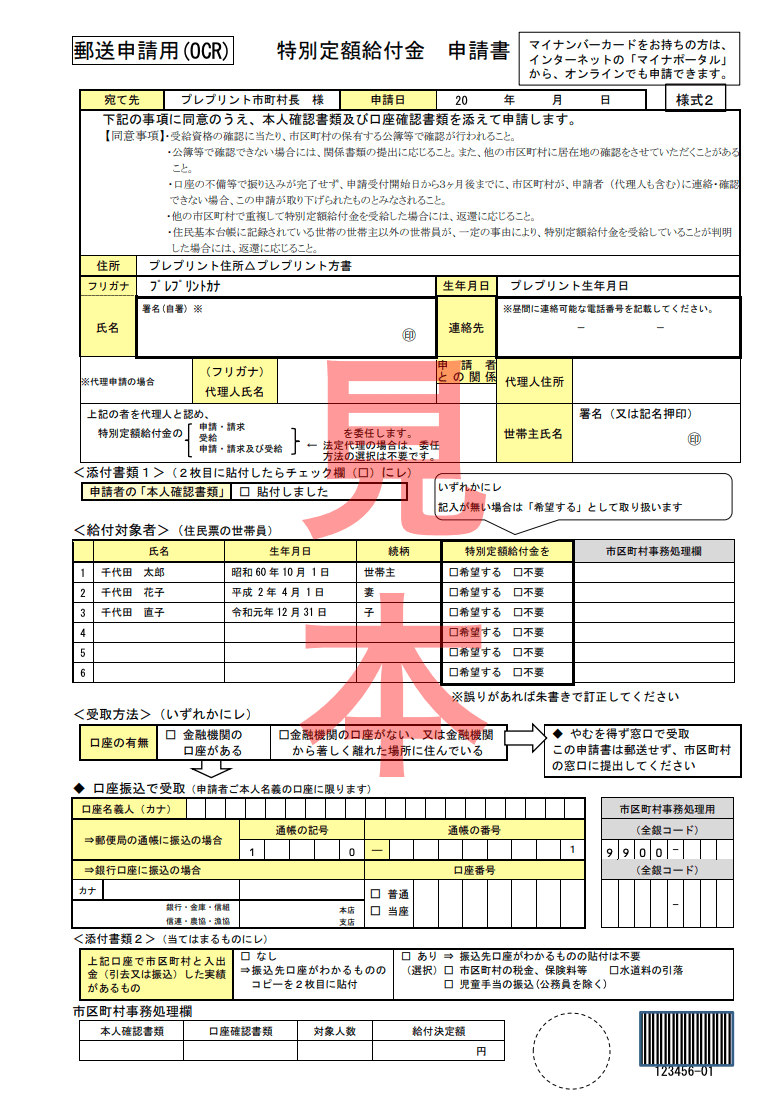 郵送申請用(OCR)
特別定額給付金　申請書
マイナンバーカードをお持ちの方は、
インターネットの「マイナポータル」
から、オンラインでも申請できます。
宛て先　プレプリント市町村長　様　申請日　20　年　月　日　様式２
下記の事項に同意のうえ、本人確認書類及び口座確認書類を添えて申請します。
【同意事項】・受給資格の確認に当たり、市区町村の保有する公簿等で確認が行われること。
・公簿等で確認できない場合には、関係書類の提出に応じること。また、他の市区町村に居在地の確認をさせていただくことがある
こと。
・口座の不備等で振り込みが完了せず、申請受付開始日から3ヶ月後までに、市区町村が、申請者（代理人も含む）に連絡・確認
できない場合、この申請が取り下げられたものとみなされること。
・他の市区町村で重複して特別定額給付金を受給した場合には、返還に応じること。
・住民基本台帳に記録されている世帯の世帯主以外の世帯員が、一定の事由により、特別定額給付金を受給していることが判明
した場合には、返還に応じること。
住所　プレプリント住所△プレプリント方書
フリガナ　ﾌﾟﾚﾌﾟﾘﾝﾄｶﾅ　生年月日　プレプリント生年月日
氏名　署名(自署) ※　㊞　連絡先　※昼間に連絡可能な電話番号を記載してください。
－　－
※代理申請の場合　（フリガナ）
代理人氏名
申請者
との関係
代理人住所
上記の者を代理人と認め、
特別定額給付金の
申請・請求
受給
申請・請求及び受給
を委任します。
← 法定代理の場合は、委任
方法の選択は不要です。
世帯主氏名　署名（又は記名押印）
㊞
＜添付書類１＞（２枚目に貼付したらチェック欄（□）にレ）
申請者の「本人確認書類」　□ 貼付しました
いずれかにレ
記入が無い場合は「希望する」として取り扱います
＜給付対象者＞（住民票の世帯員）
氏名　生年月日　続柄　特別定額給付金を　市区町村事務処理欄
1　千代田　太郎　昭和 60 年 10 月 1 日　世帯主　□希望する　□不要
2　千代田　花子　平成 2 年 4 月 1 日　妻　□希望する　□不要
3　千代田　直子　令和元年 12 月 31 日　子　□希望する　□不要
4　□希望する　□不要
5　□希望する　□不要
6　□希望する　□不要
※誤りがあれば朱書きで訂正してください
＜受取方法＞（いずれかにレ）
口座の有無
□ 金融機関の
口座がある
□金融機関の口座がない、又は金融機関
から著しく離れた場所に住んでいる
◆ やむを得ず窓口で受取
この申請書は郵送せず、市区町村
の窓口に提出してください
◆ 口座振込で受取（申請者ご本人名義の口座に限ります）
口座名義人（カナ）　市区町村事務処理用
⇒郵便局の通帳に振込の場合　通帳の記号　通帳の番号　（全銀コード）
1　0　―　1　9 9 0 0 －
⇒銀行口座に振込の場合　口座番号　（全銀コード）
カナ
銀行・金庫・信組
信連・農協・漁協
本店
支店
□ 普通
□ 当座
－
＜添付書類２＞（当てはまるものにレ）
上記口座で市区町村と入出
金（引去又は振込）した実績
があるもの
□ なし
⇒振込先口座がわかるものの
コピーを２枚目に貼付
□ あり ⇒ 振込先口座がわかるものの貼付は不要
（選択）□ 市区町村の税金、保険料等　□水道料の引落
□ 児童手当の振込(公務員を除く)
市区町村事務処理欄
本人確認書類　口座確認書類　対象人数　給付決定額
円
123456-01
見
本